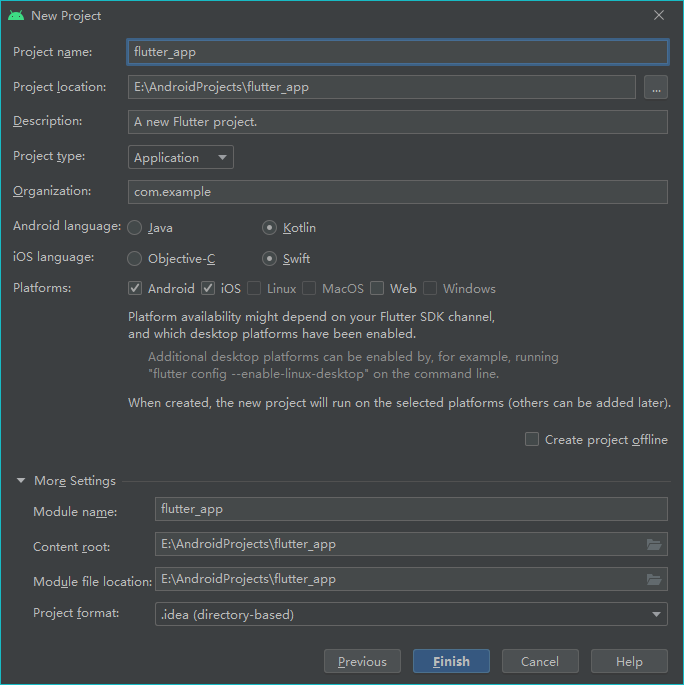 New Project
Project name: flutter_app
Project location: E:\AndroidProjects\flutter_app ...
Description: A new Flutter project.
Project type: Application
Organization: com.example
Android language: Java Kotlin
iOS language: Objective-C Swift
Platforms: Android iOS Linux MacOS Web Windows
Platform availability might depend on your Flutter SDK channel,
and which desktop platforms have been enabled.
Additional desktop platforms can be enabled by, for example, running
"flutter config --enable-linux-desktop" on the command line.
When created, the new project will run on the selected platforms (others can be added later).
Create project offline
More Settings
Module name: flutter_app
Content root: E:\AndroidProjects\flutter_app
Module file location: E:\AndroidProjects\flutter_app
Project format: .idea (directory-based)
Previous Finish Cancel Help